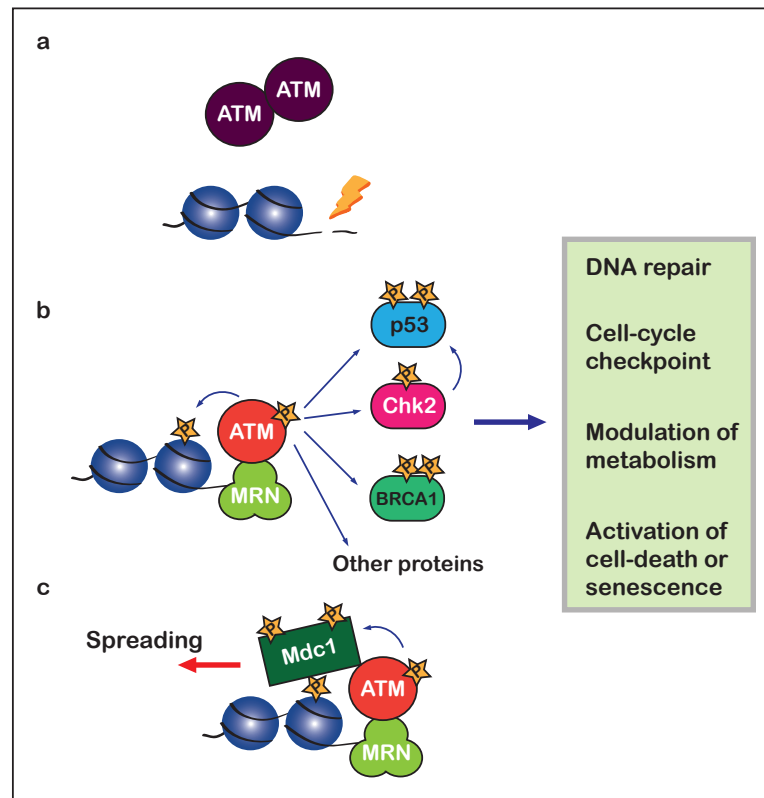 a
ATM
ATM
b
P P
p53
P
Chk2
P
P
ATM
MRN
P P
BRCA1
Other proteins
DNA repair
Cell-cycle
checkpoint
Modulation of
metabolism
Activation of
cell-death or
senescence
c
Spreading
P
P
Mdc1
P
P
ATM
MRN